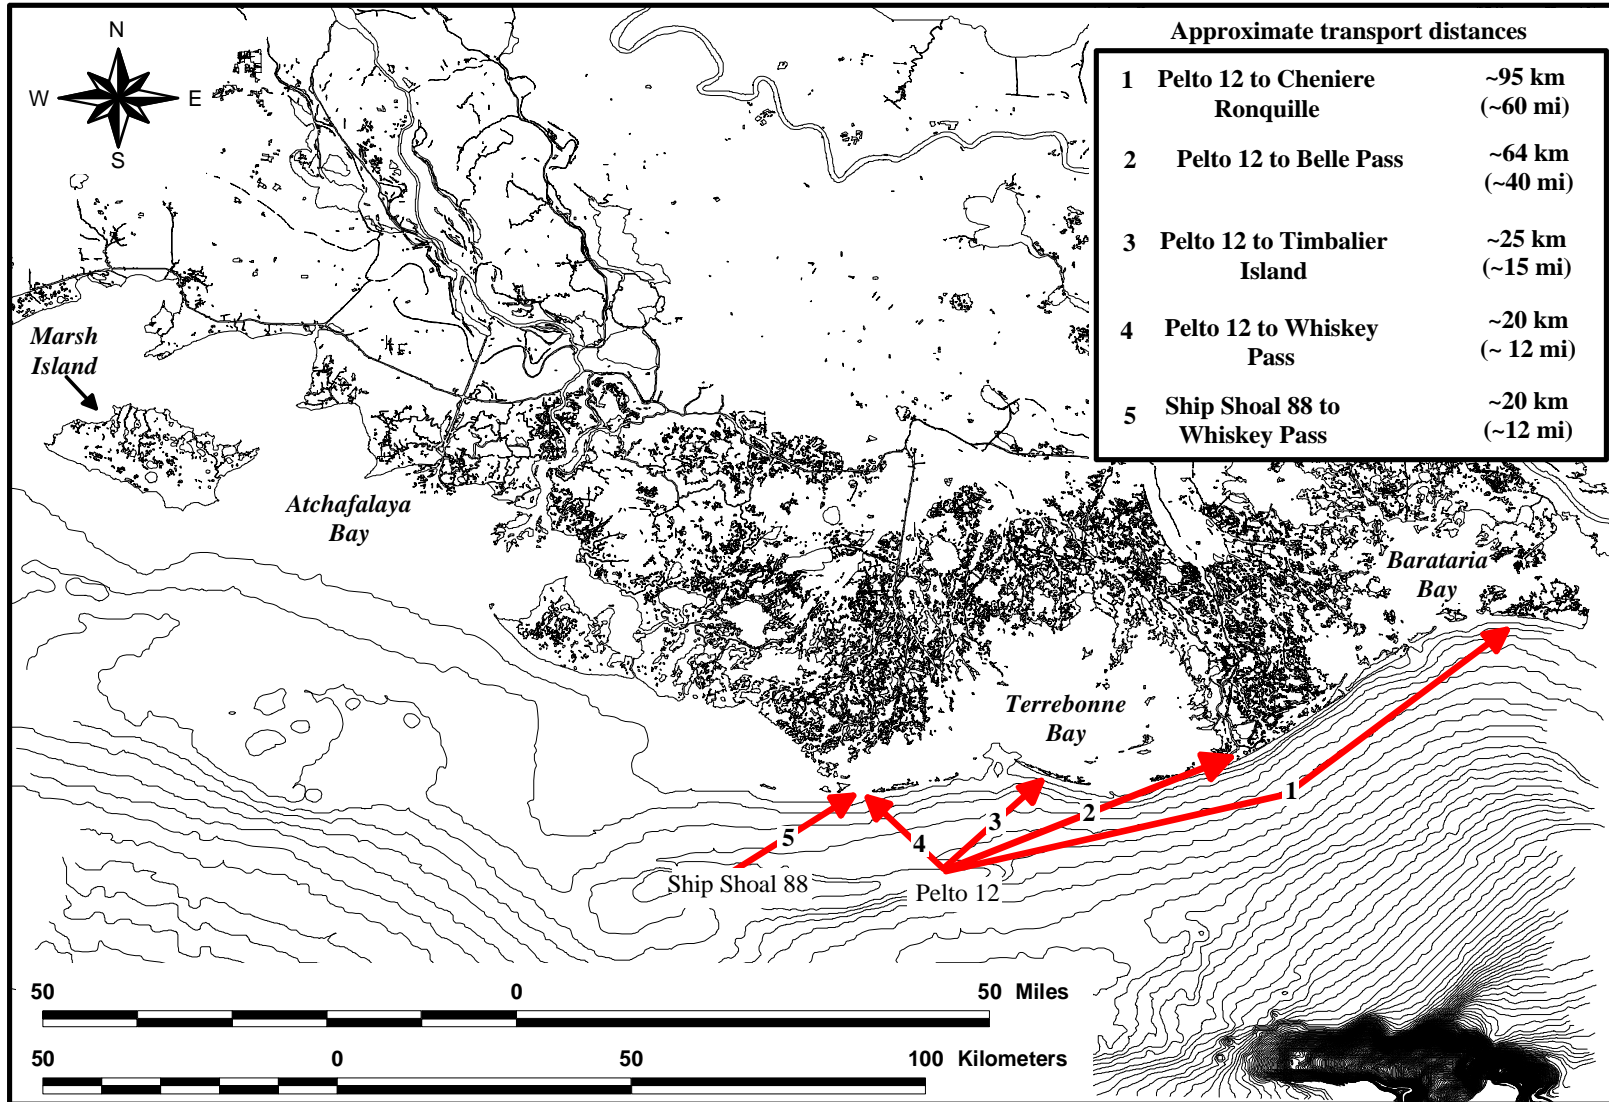 N
W
E
S
Approximate transport distances
1 Pelto 12 to Cheniere Ronquille ~95 km (~60 mi)
2 Pelto 12 to Belle Pass ~64 km (~40 mi)
3 Pelto 12 to Timbalier Island ~25 km (~15 mi)
4 Pelto 12 to Whiskey Pass ~20 km (~ 12 mi)
5 Ship Shoal 88 to Whiskey Pass ~20 km (~12 mi)
Marsh
Island
Atchafalaya
Bay
Barataria
Bay
Terrebonne
Bay
1
2
3
4
5
Ship Shoal 88
Pelto 12
50 0 50 Miles
50 0 50 100 Kilometers